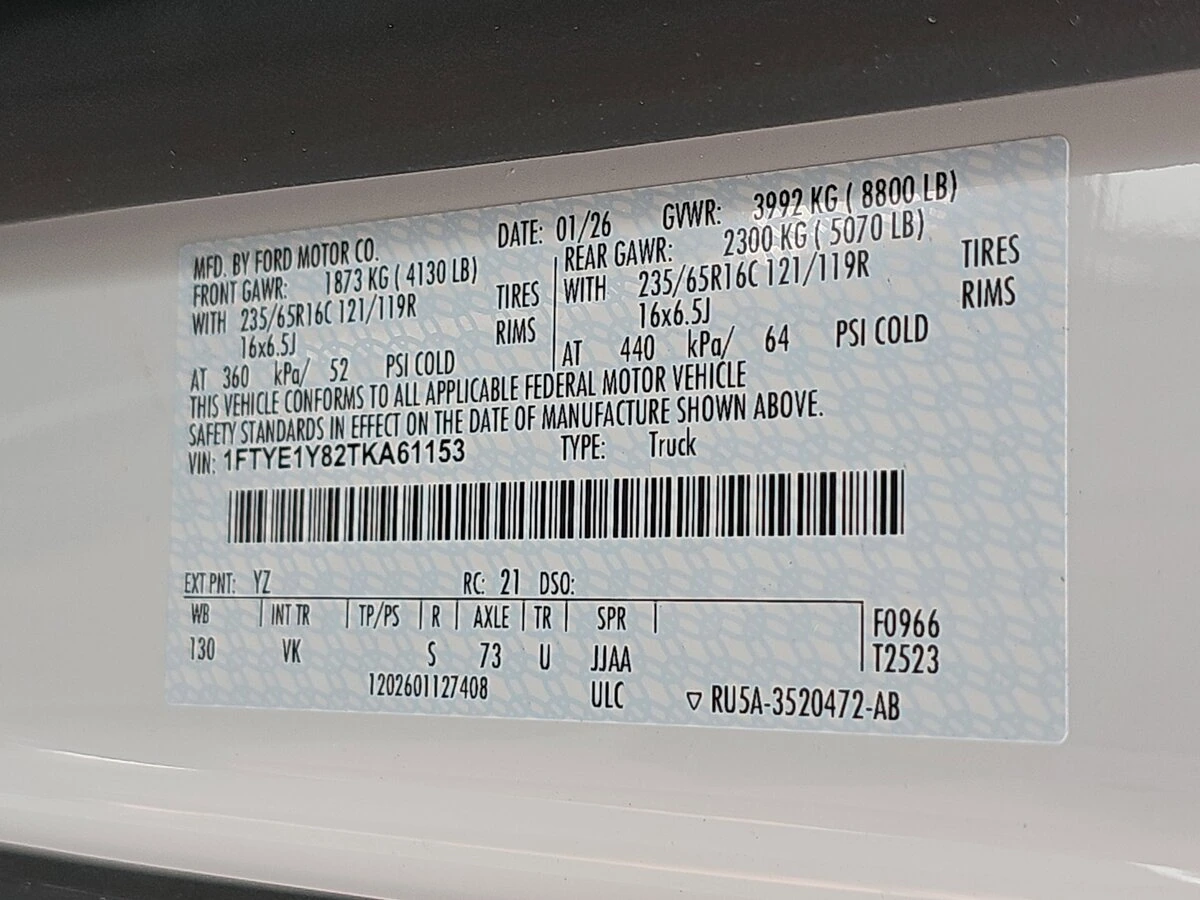 MFD. BY FORD MOTOR CO. DATE: 01/26 GVWR: 3992 KG ( 8800 LB)
FRONT GAWR: 1873 KG ( 4130 LB) REAR GAWR: 2300 KG ( 5070 LB)
WITH 235/65R16C 121/119R TIRES WITH 235/65R16C 121/119R TIRES
16x6.5J RIMS 16x6.5J RIMS
AT 360 kPa/ 52 PSI COLD AT 440 kPa/ 64 PSI COLD
THIS VEHICLE CONFORMS TO ALL APPLICABLE FEDERAL MOTOR VEHICLE
SAFETY STANDARDS IN EFFECT ON THE DATE OF MANUFACTURE SHOWN ABOVE.
VIN: 1FTYE1Y82TKA61153 TYPE: Truck
EXT PNT: YZ RC: 21 DSO:
WB INT TR TP/PS R AXLE TR SPR F0966
130 VK S 73 U JJAA T2523
1202601127408 ULC ▽ RU5A-3520472-AB